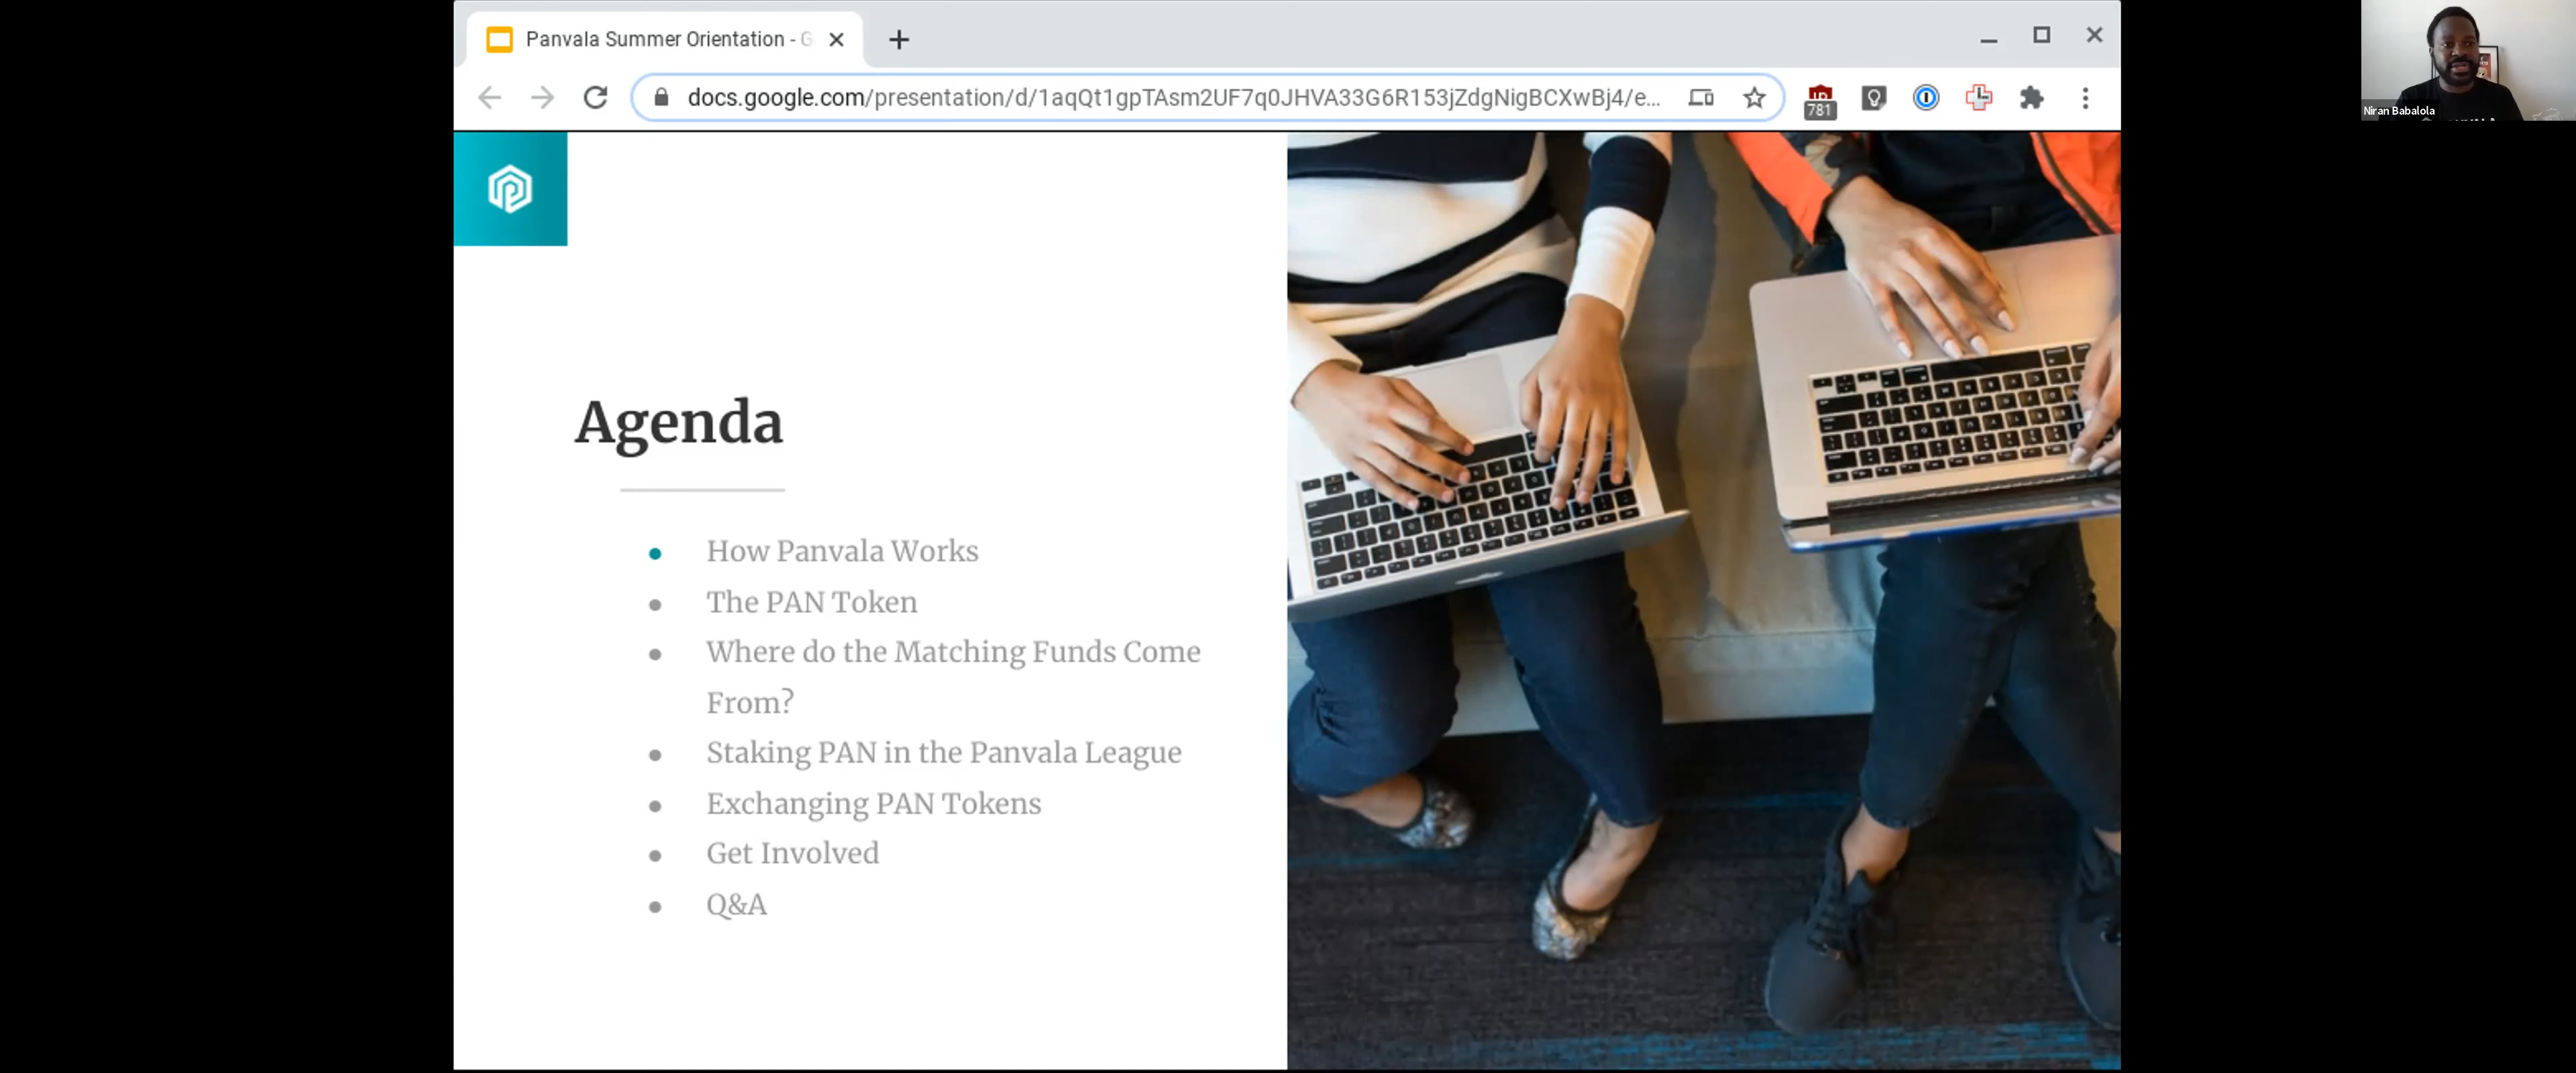 Panvala Summer Orientation - G
docs.google.com/presentation/d/1aqQt1gpTAsm2UF7q0JHVA33G6R153jZdgNigBCXwBj4/e...
781
Niran Babalola
Agenda
How Panvala Works
The PAN Token
Where do the Matching Funds Come
From?
Staking PAN in the Panvala League
Exchanging PAN Tokens
Get Involved
Q&A